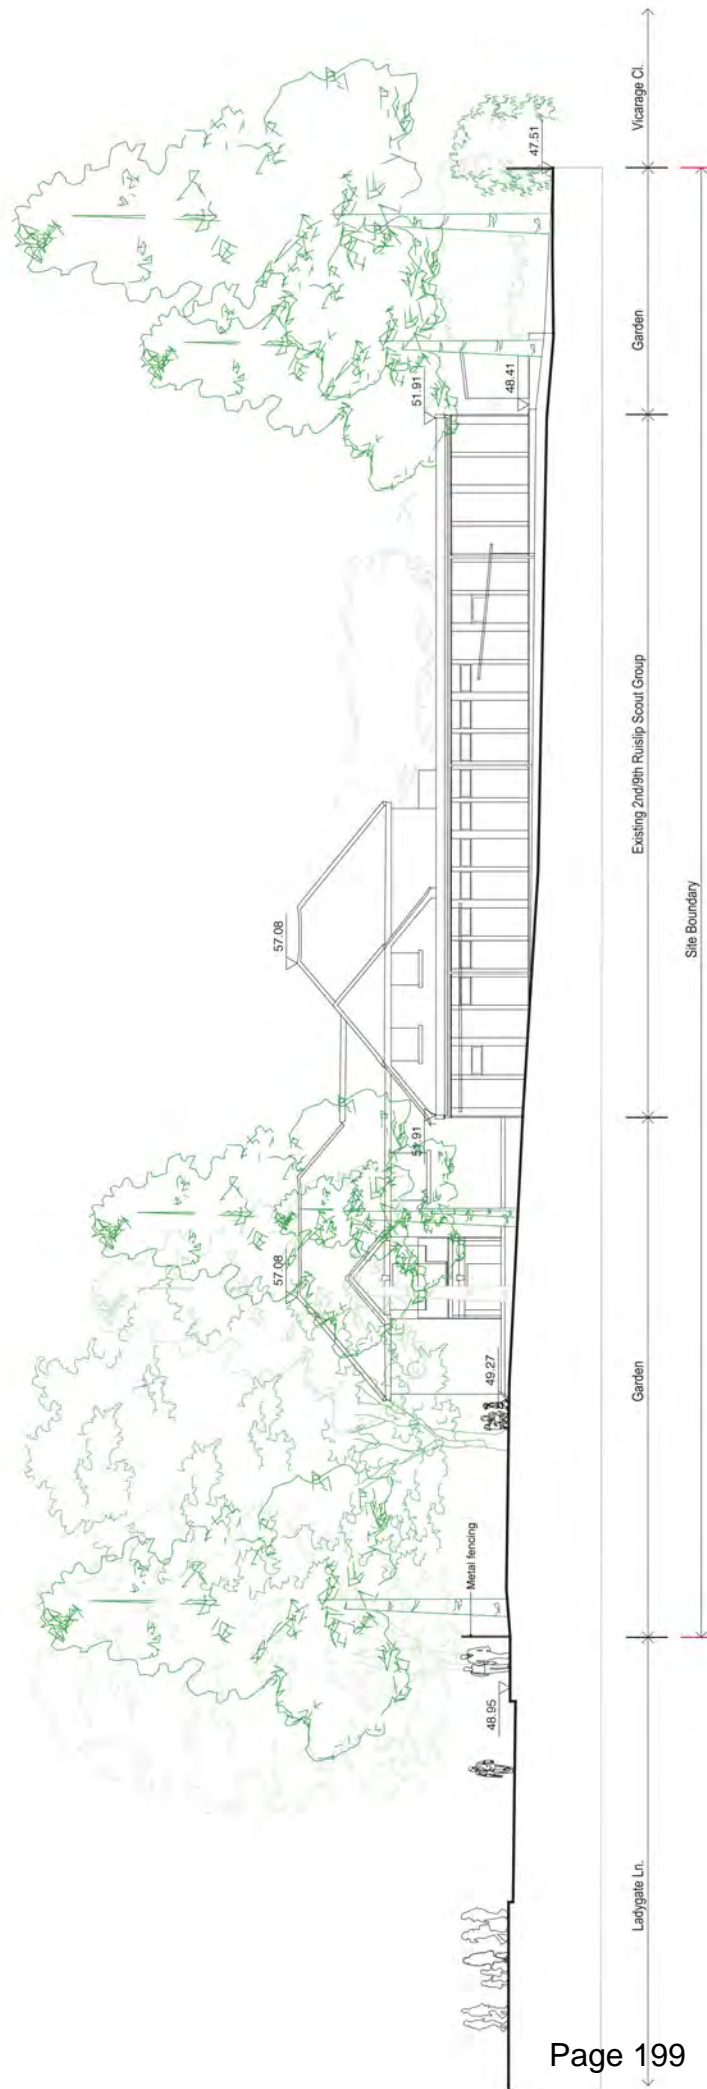 57.08
57.08
51.91
51.91
49.27
48.41
47.51
48.95
Metal fencing
Ladygate Ln.
Garden
Existing 2nd/9th Ruislip Scout Group
Garden
Vicarage Cl.
Site Boundary
Page 199